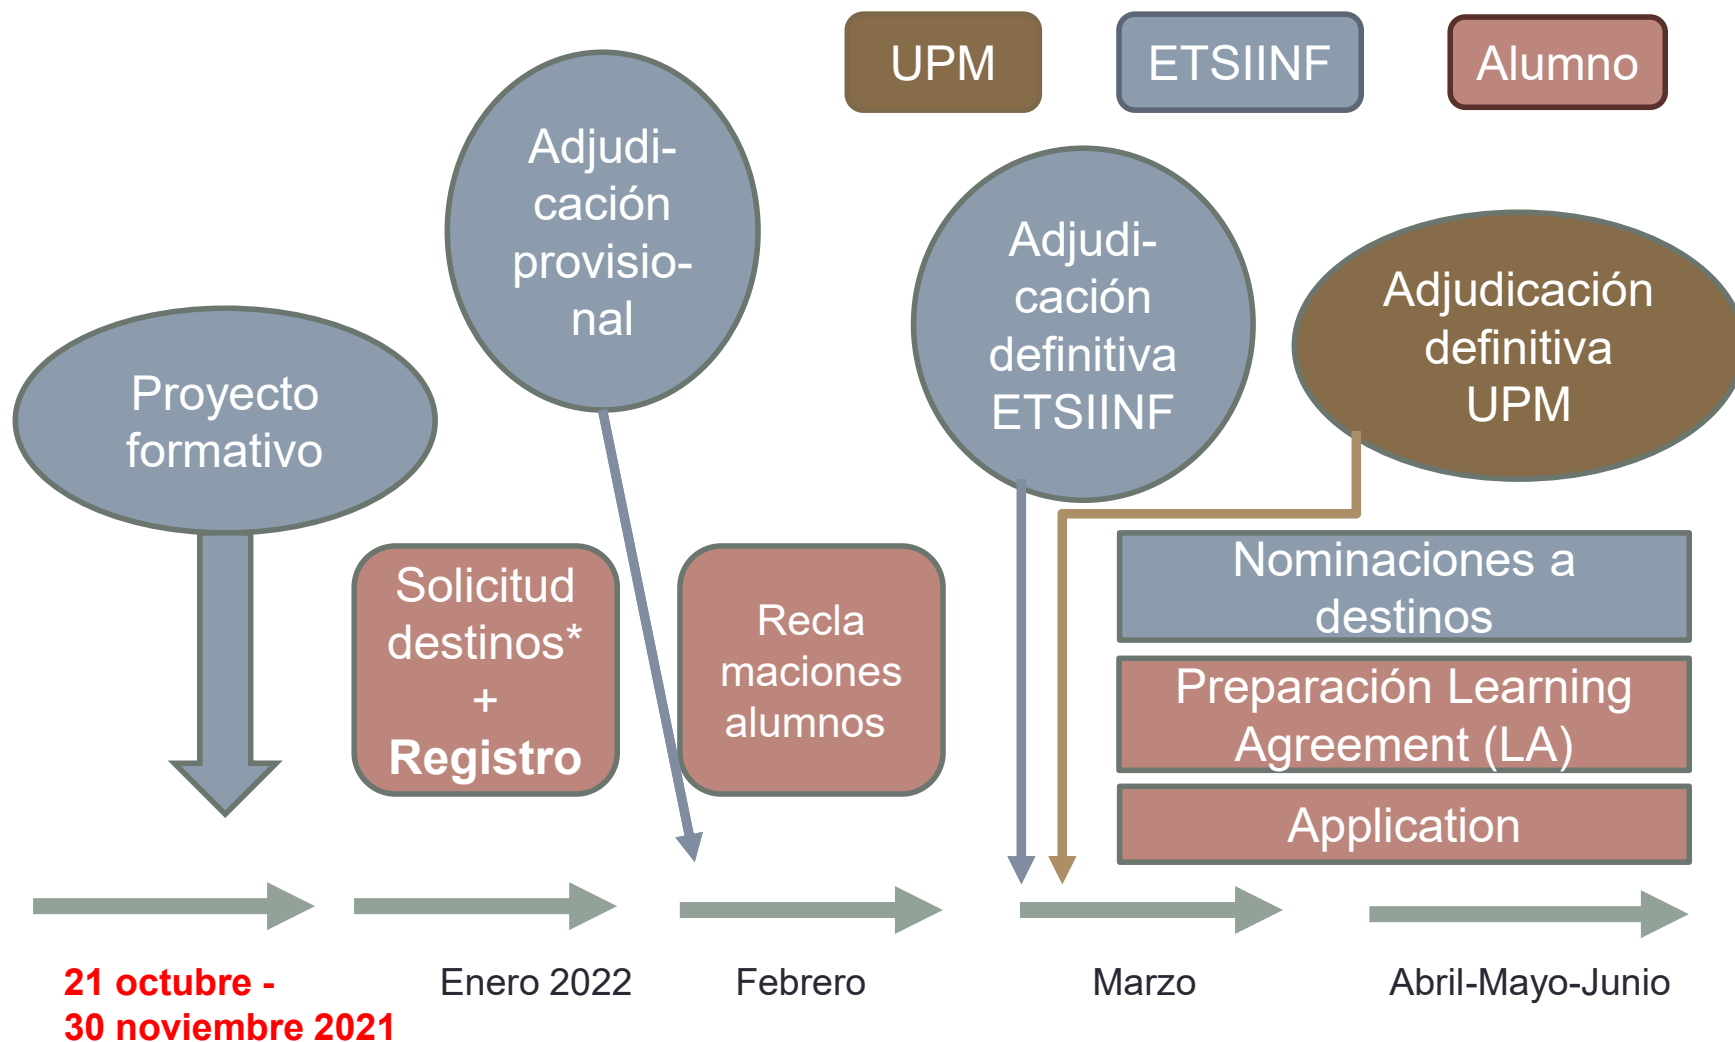 UPM
ETSIINF
Alumno
Adjudi-
cación
provisio-
nal
Adjudi-
cación
definitiva
ETSIINF
Adjudicación
definitiva
UPM
Proyecto
formativo
Solicitud
destinos*
+
Registro
Recla
maciones
alumnos
Nominaciones a
destinos
Preparación Learning
Agreement (LA)
Application
21 octubre -
30 noviembre 2021
Enero 2022
Febrero
Marzo
Abril-Mayo-Junio